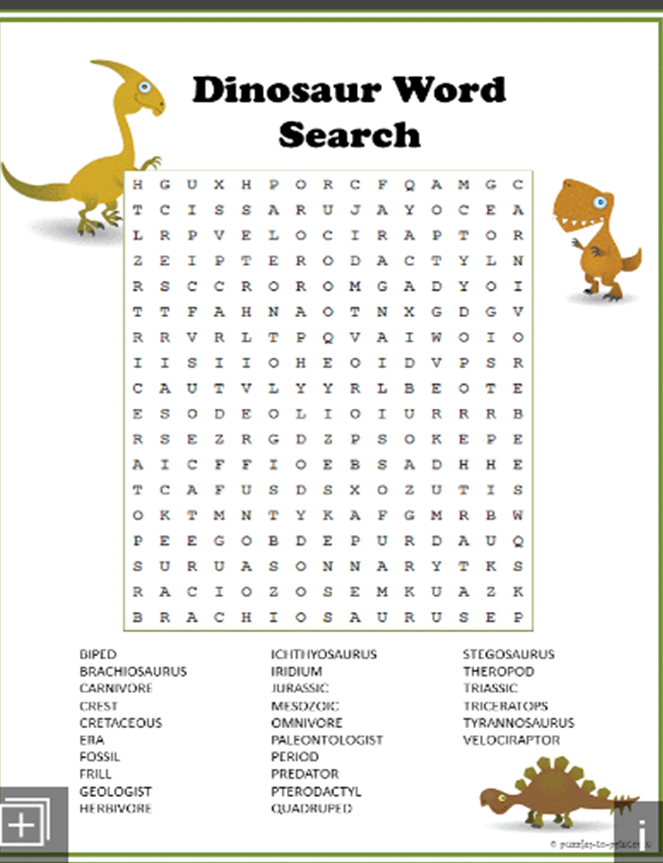 Dinosaur Word
Search
H G U X H P O R C F Q A M G C
T C I S S A R U J A Y O C E A
L R P V E L O C I R A P T O R
Z E I P T E R O D A C T Y L N
R S C C R O R O M G A D Y O I
T T F A H N A O T N X G D G V
R R V R L T P Q V A I W O I O
I I S I I O H E O I D V P S R
C A U T V L Y Y R L B E O T E
E S O D E O L I O I U R R R B
R S E Z R G D Z P S O K E P E
A I C F F I O E B S A D H H E
T C A F U S D S X O Z U T I S
O K T M N T Y K A F G M R B W
P E E G O B D E P U R D A U Q
S U R U A S O N N A R Y T K S
R A C I O Z O S E M K U A Z K
B R A C H I O S A U R U S E P
BIPED ICHTHYOSAURUS STEGOSAURUS
BRACHIOSAURUS IRIDIUM THEROPOD
CARNIVORE JURASSIC TRIASSIC
CREST MESOZOIC TRICERATOPS
CRETACEOUS OMNIVORE TYRANNOSAURUS
ERA PALEONTOLOGIST VELOCIRAPTOR
FOSSIL PERIOD
FRILL PREDATOR
GEOLOGIST PTERODACTYL
HERBIVORE QUADRUPED